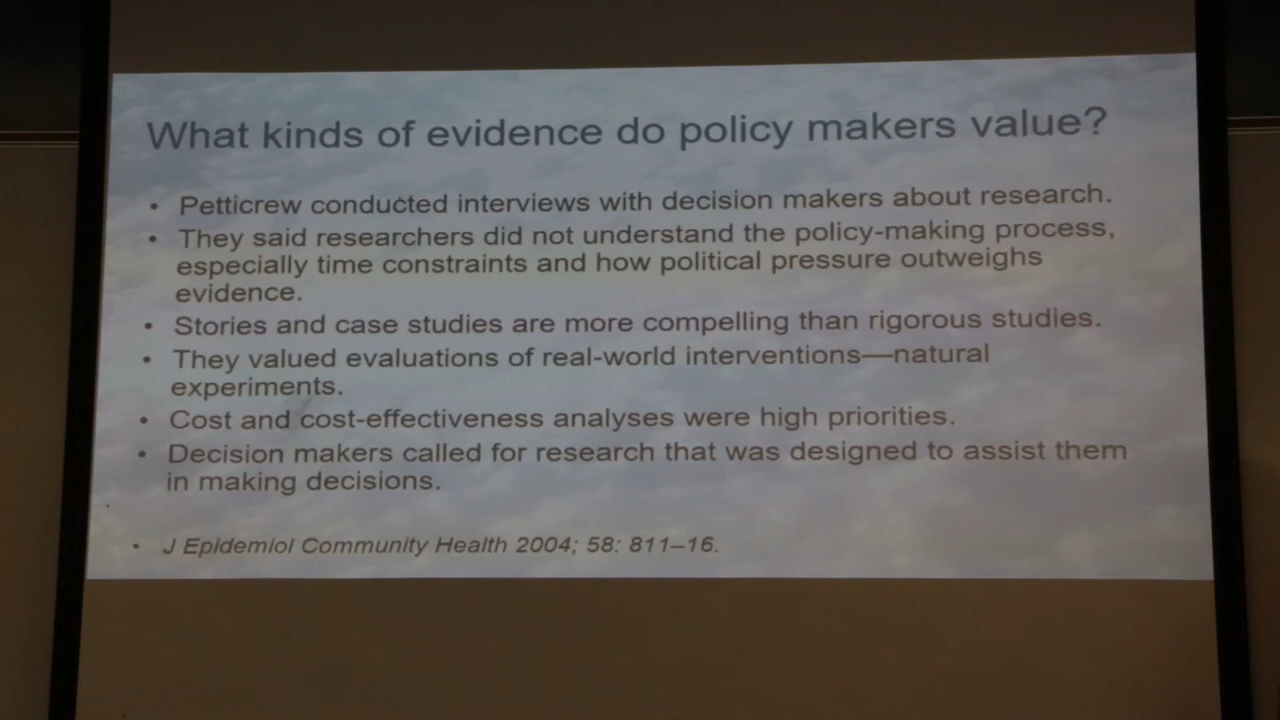 What kinds of evidence do policy makers value?
• Petticrew conducted interviews with decision makers about research.
• They said researchers did not understand the policy-making process,
especially time constraints and how political pressure outweighs
evidence.
• Stories and case studies are more compelling than rigorous studies.
• They valued evaluations of real-world interventions—natural
experiments.
• Cost and cost-effectiveness analyses were high priorities.
• Decision makers called for research that was designed to assist them
in making decisions.
• J Epidemiol Community Health 2004; 58: 811–16.